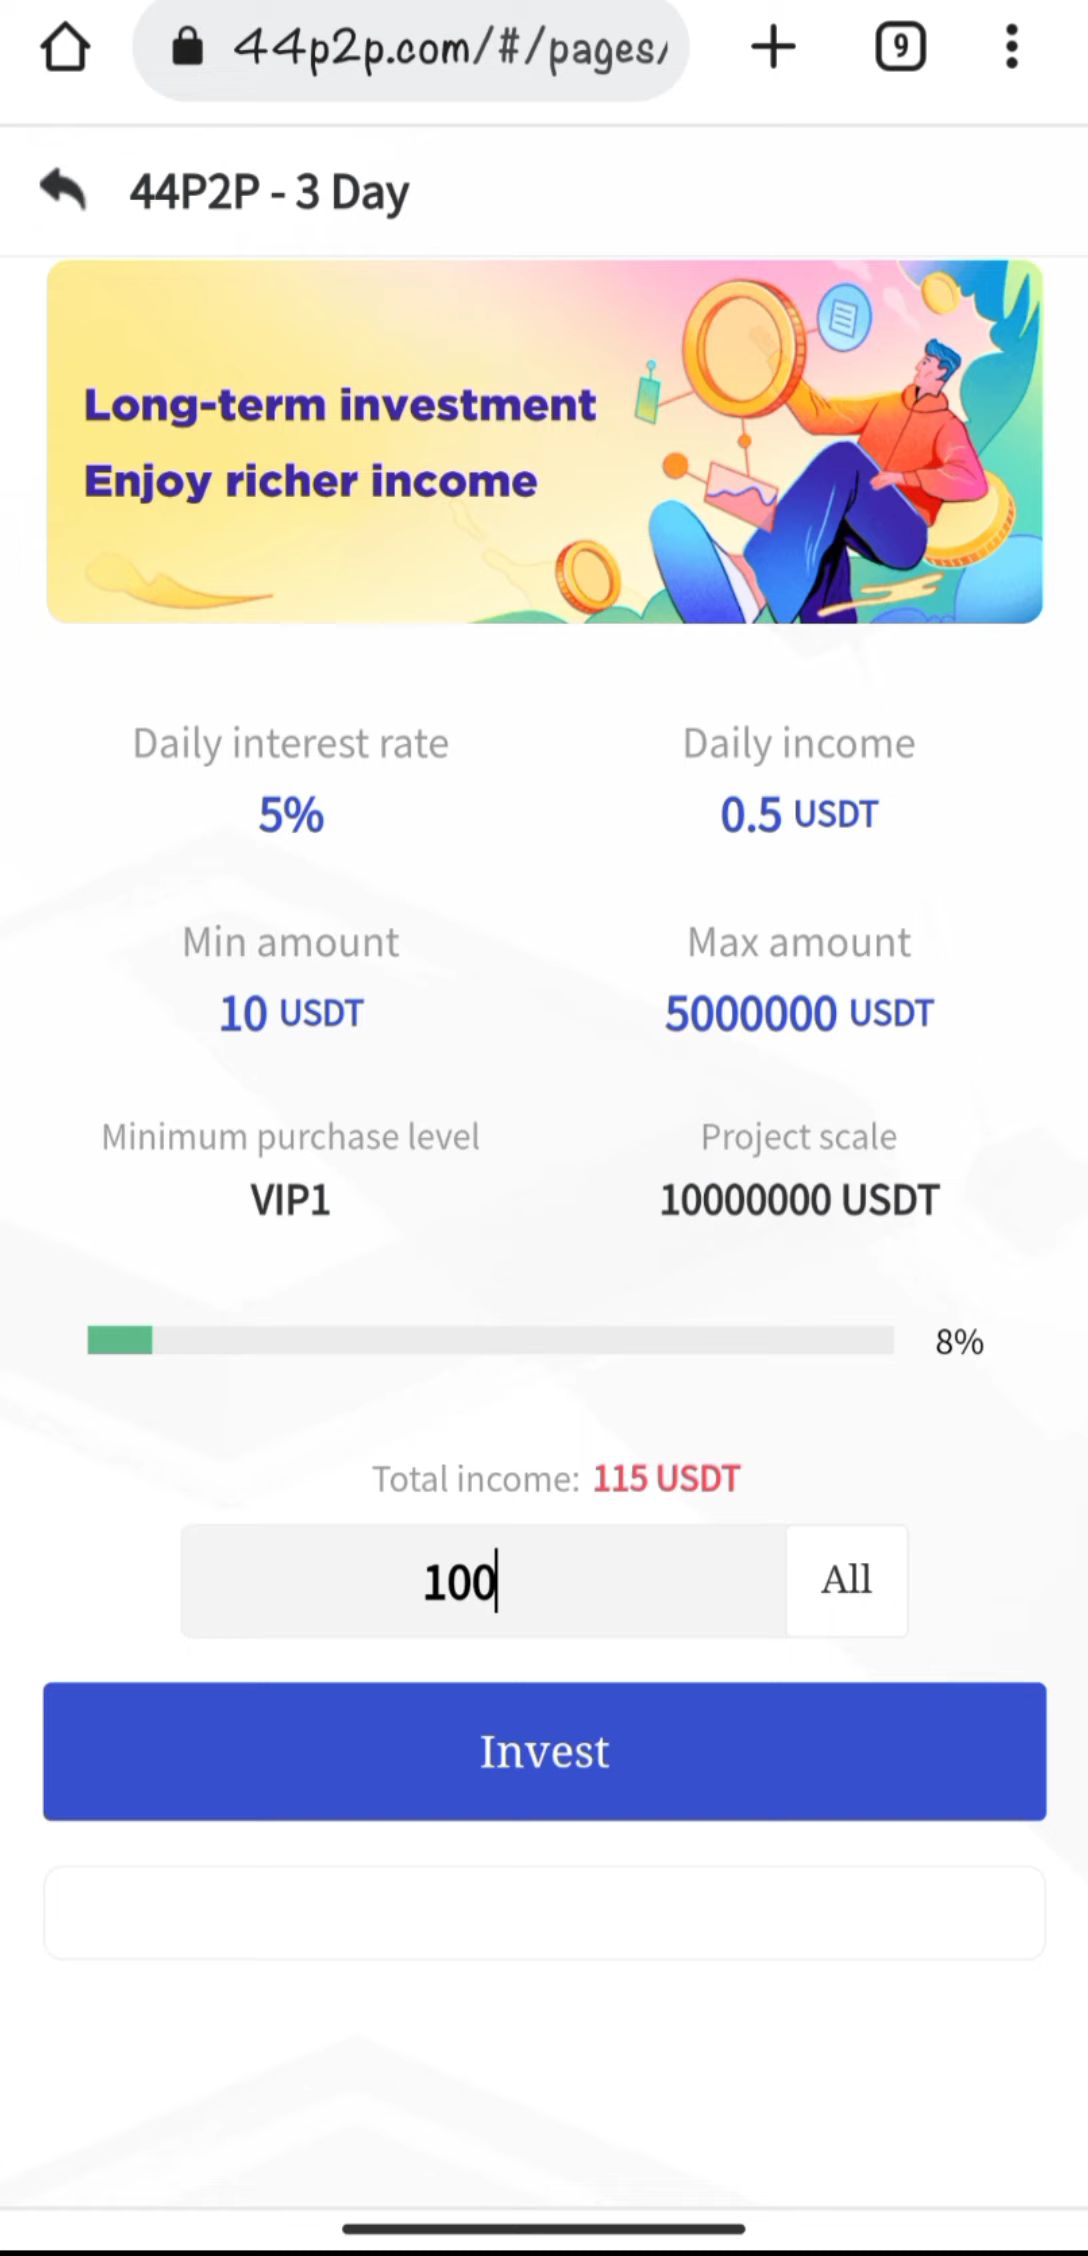 44p2p.com/#/pages/
9
44P2P - 3 Day
Long-term investment
Enjoy richer income
Daily interest rate
Daily income
5%
0.5 USDT
Min amount
Max amount
10 USDT
5000000 USDT
Minimum purchase level
Project scale
VIP1
10000000 USDT
8%
Total income: 115 USDT
100
All
Invest